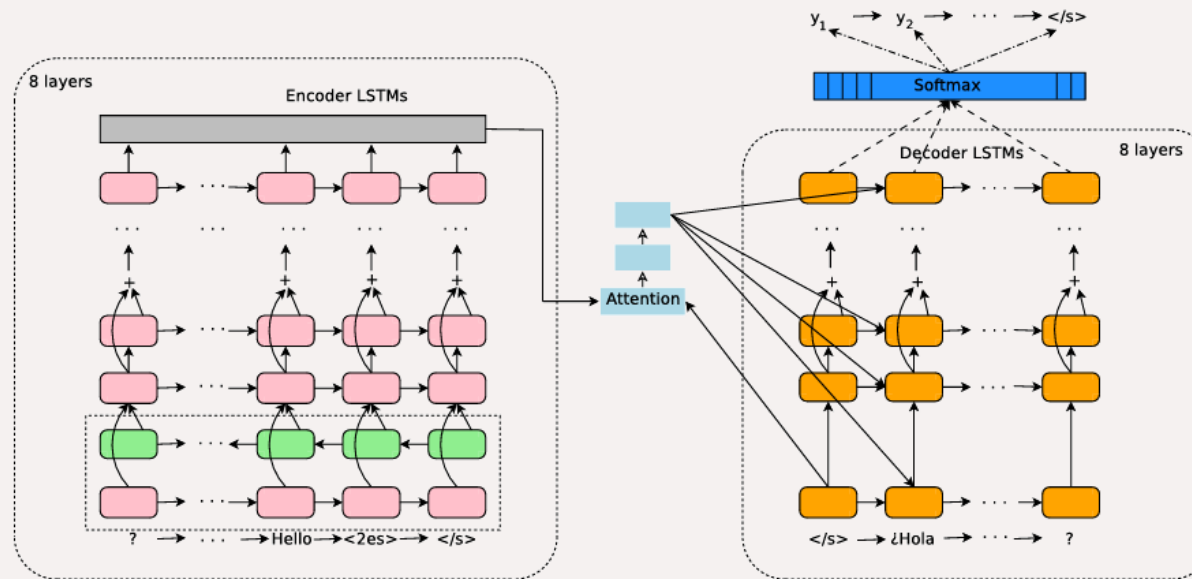 y1 y2 ... </s>
8 layers
Softmax
Encoder LSTMs
Decoder LSTMs
8 layers
... ... ...
... ... ... ... ... ...
+ + + + + + +
Attention
... ...
... ...
...
... ...
? ... Hello <2es> </s>
</s> ¿Hola ... ?